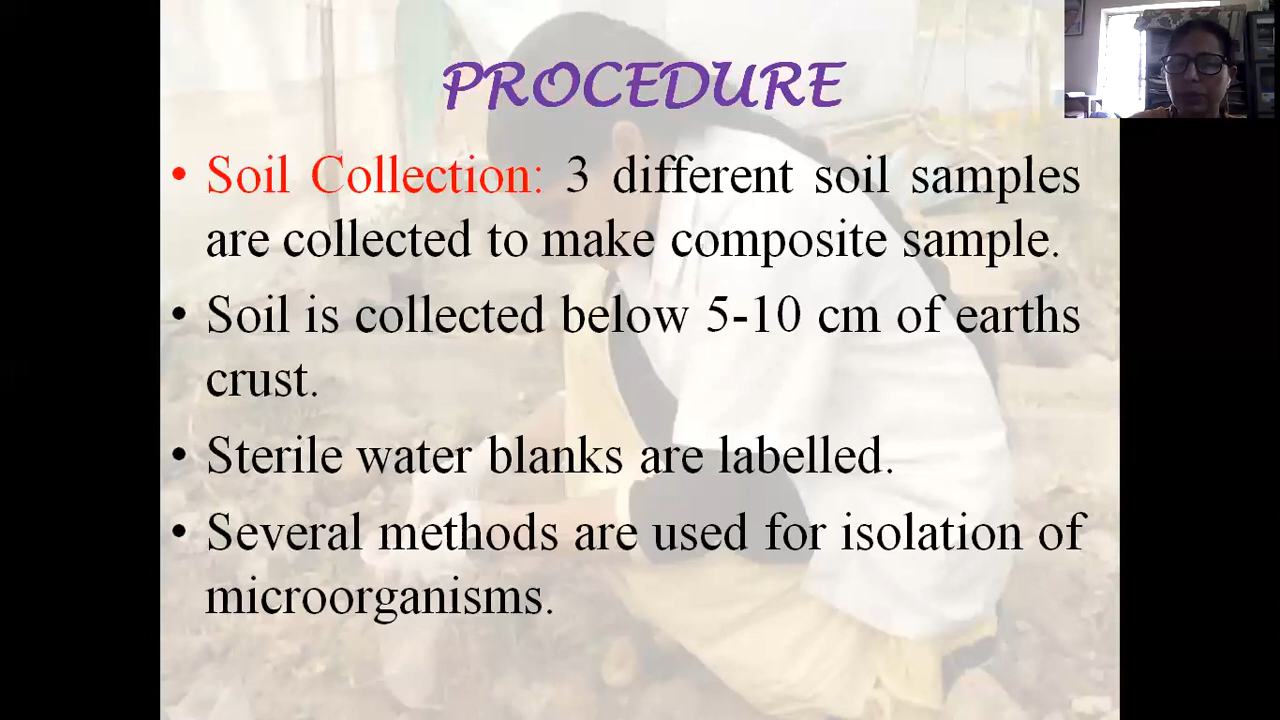 PROCEDURE
• Soil Collection: 3 different soil samples
are collected to make composite sample.
• Soil is collected below 5-10 cm of earths
crust.
• Sterile water blanks are labelled.
• Several methods are used for isolation of
microorganisms.